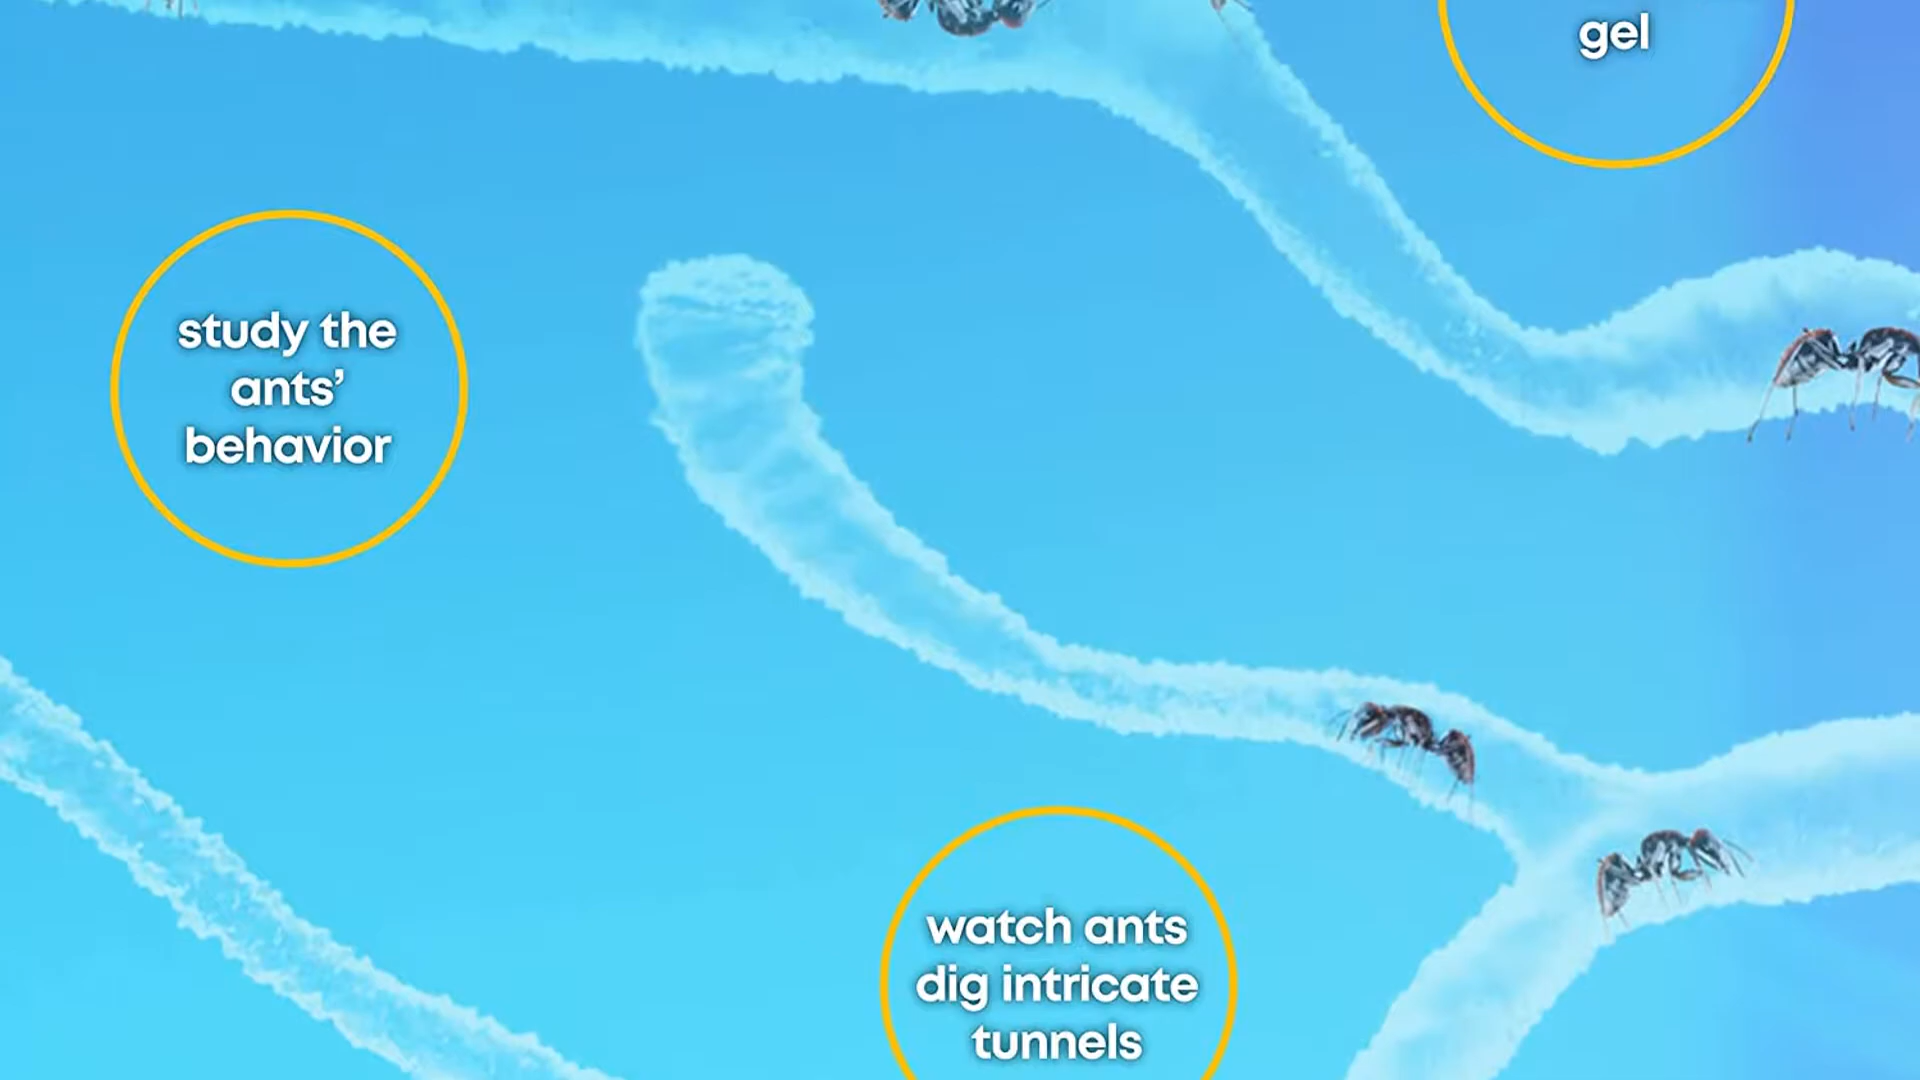 gel
study the
ants’
behavior
watch ants
dig intricate
tunnels